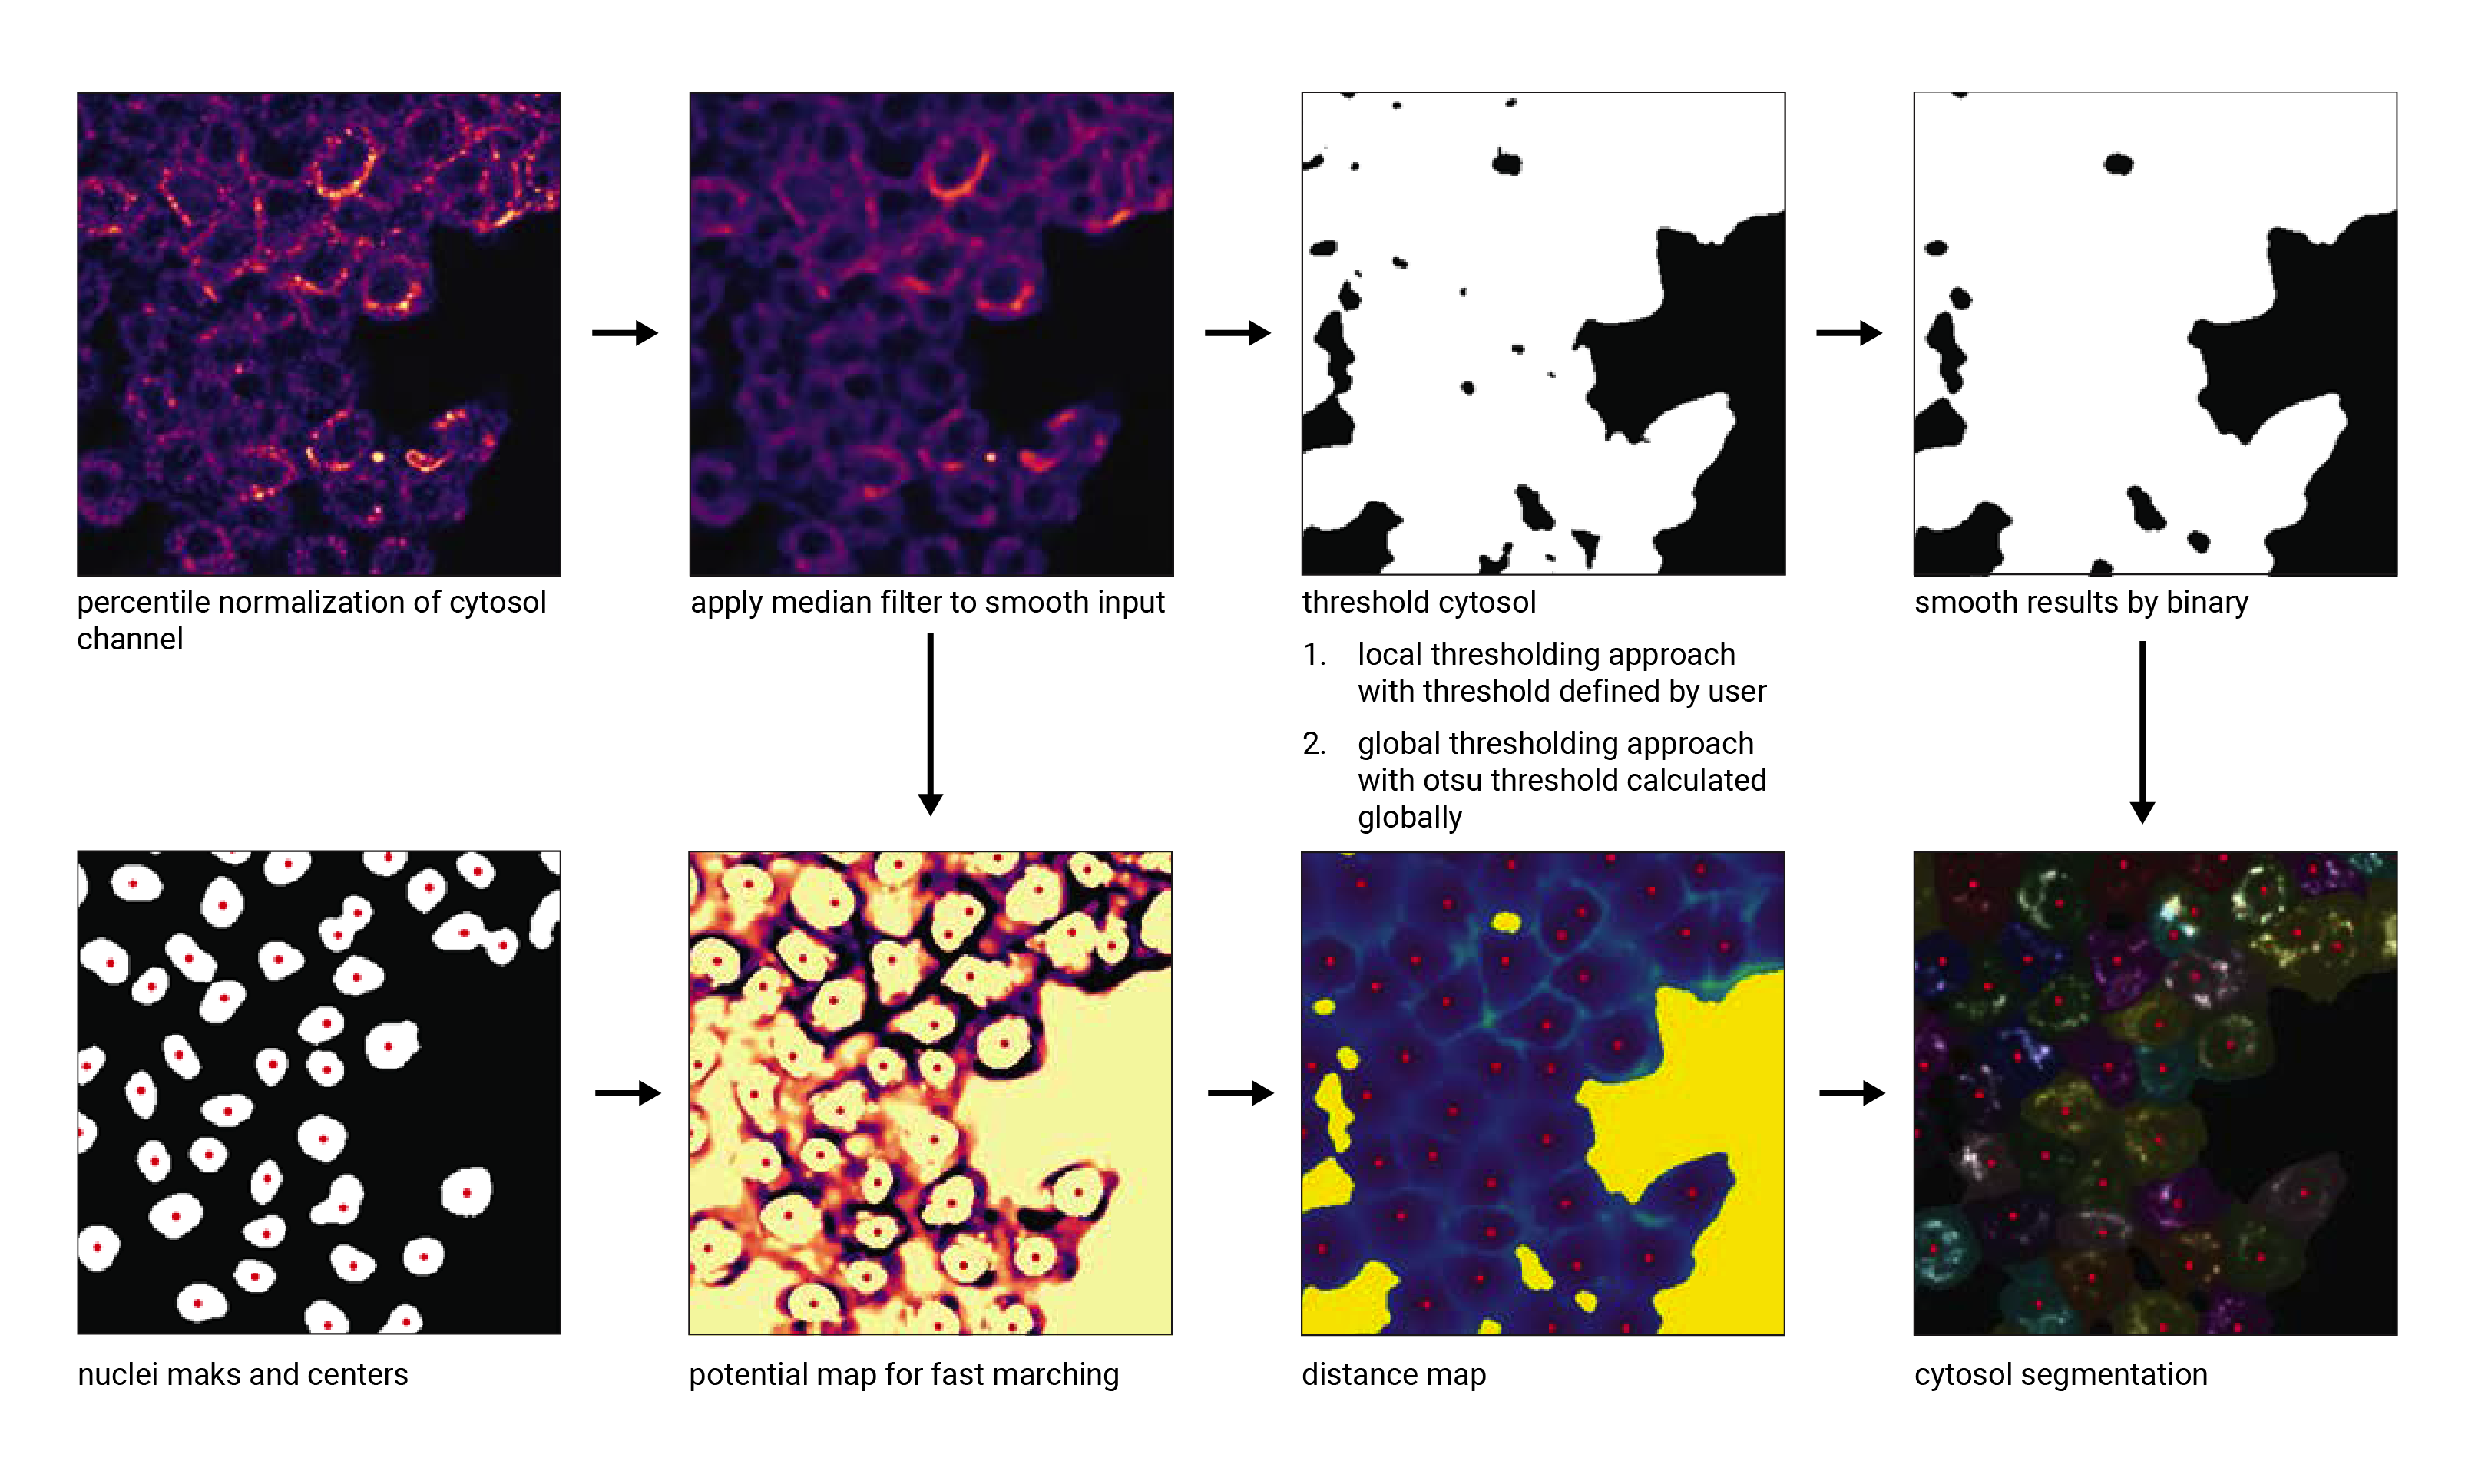 percentile normalization of cytosol
channel
apply median filter to smooth input
threshold cytosol
1. local thresholding approach
with threshold defined by user
2. global thresholding approach
with otsu threshold calculated
globally
smooth results by binary
nuclei maks and centers
potential map for fast marching
distance map
cytosol segmentation